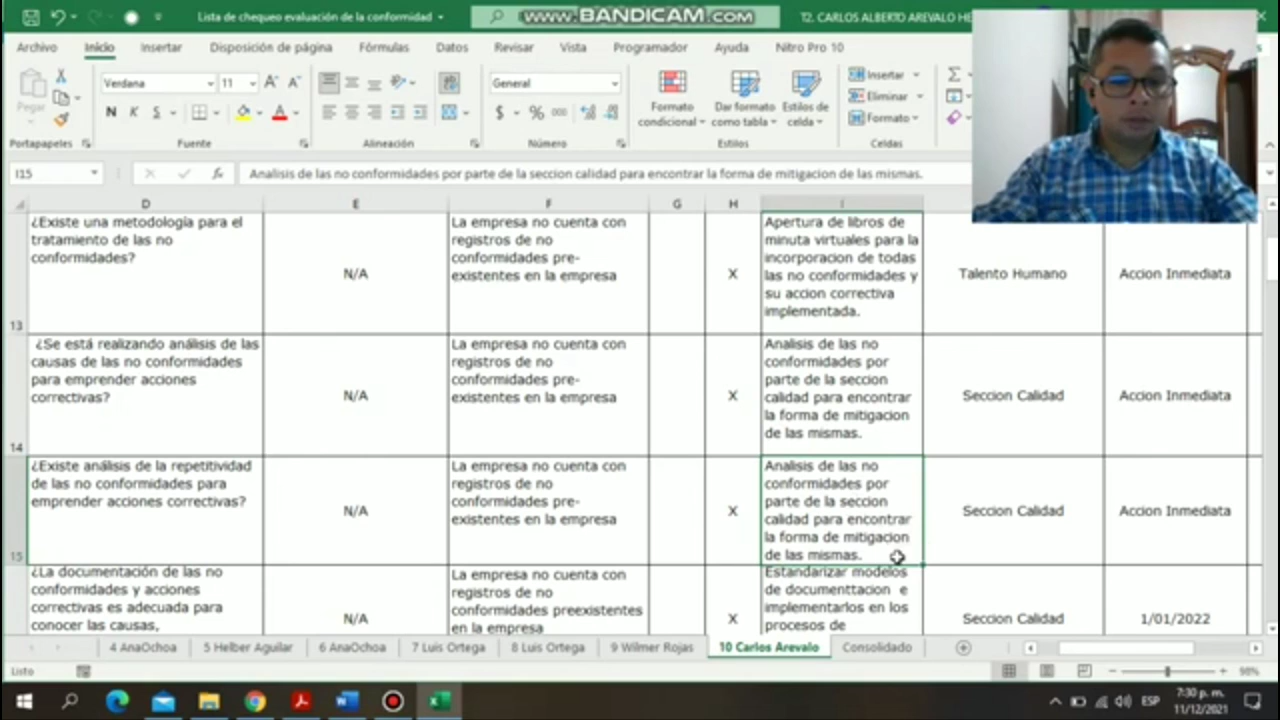 Lista de chequeo evaluación de la conformidad
www.BANDICAM.com
T2. CARLOS ALBERTO AREVALO HE
Archivo Inicio Insertar Disposición de página Fórmulas Datos Revisar Vista Programador Ayuda Nitro Pro 10
Pegar
Verdana 11
General
N K S
$ % 000
Formato condicional
Dar formato como tabla
Estilos de celda
Insertar
Eliminar
Formato
Portapapeles Fuente Alineación Número Estilos Celdas
I15 fx Analisis de las no conformidades por parte de la seccion calidad para encontrar la forma de mitigacion de las mismas.
D E F G H I
¿Existe una metodología para el
tratamiento de las no
conformidades?
N/A
La empresa no cuenta con
registros de no
conformidades pre-
existentes en la empresa
X
Apertura de libros de
minuta virtuales para la
incorporacion de todas
las no conformidades y
su accion correctiva
implementada.
Talento Humano
Accion Inmediata
13
¿Se está realizando análisis de las
causas de las no conformidades
para emprender acciones
correctivas?
N/A
La empresa no cuenta con
registros de no
conformidades pre-
existentes en la empresa
X
Analisis de las no
conformidades por
parte de la seccion
calidad para encontrar
la forma de mitigacion
de las mismas.
Seccion Calidad
Accion Inmediata
14
¿Existe análisis de la repetitividad
de las no conformidades para
emprender acciones correctivas?
N/A
La empresa no cuenta con
registros de no
conformidades pre-
existentes en la empresa
X
Analisis de las no
conformidades por
parte de la seccion
calidad para encontrar
la forma de mitigacion
de las mismas.
Seccion Calidad
Accion Inmediata
15
¿La documentación de las no
conformidades y acciones
correctivas es adecuada para
conocer las causas,
N/A
La empresa no cuenta con
registros de no
conformidades preexistentes
en la empresa
X
Estandarizar modelos
de documenttacion e
implementarlos en los
procesos de
Seccion Calidad
1/01/2022
4 AnaOchoa 5 Helber Aguilar 6 AnaOchoa 7 Luis Ortega 8 Luis Ortega 9 Wilmer Rojas 10 Carlos Arevalo Consolidado
Listo
98%
ESP
7:30 p. m.
11/12/2021